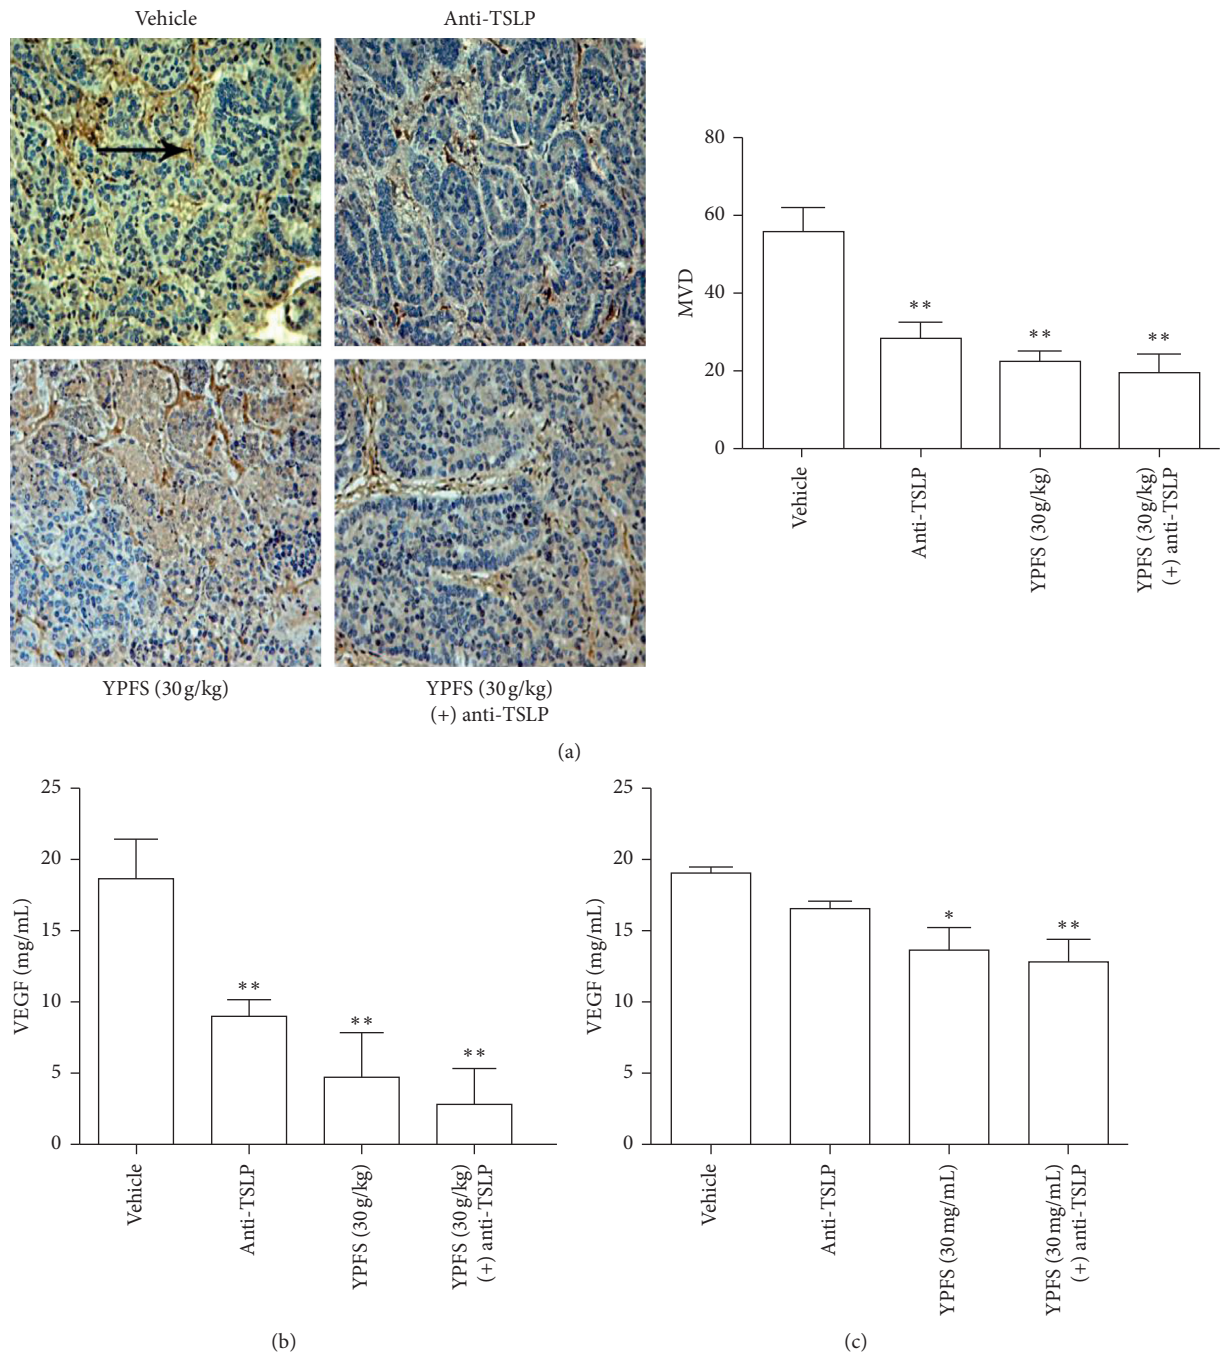 Vehicle
Anti-TSLP
YPFS (30 g/kg)
YPFS (30 g/kg)
(+) anti-TSLP
80
60
40
20
0
MVD
**
**
**
Vehicle
Anti-TSLP
YPFS (30 g/kg)
YPFS (30 g/kg)
(+) anti-TSLP
(a)
25
20
15
10
5
0
VEGF (mg/mL)
**
**
**
Vehicle
Anti-TSLP
YPFS (30 g/kg)
YPFS (30 g/kg)
(+) anti-TSLP
(b)
25
20
15
10
5
0
VEGF (mg/mL)
*
**
Vehicle
Anti-TSLP
YPFS (30 mg/mL)
YPFS (30 mg/mL)
(+) anti-TSLP
(c)